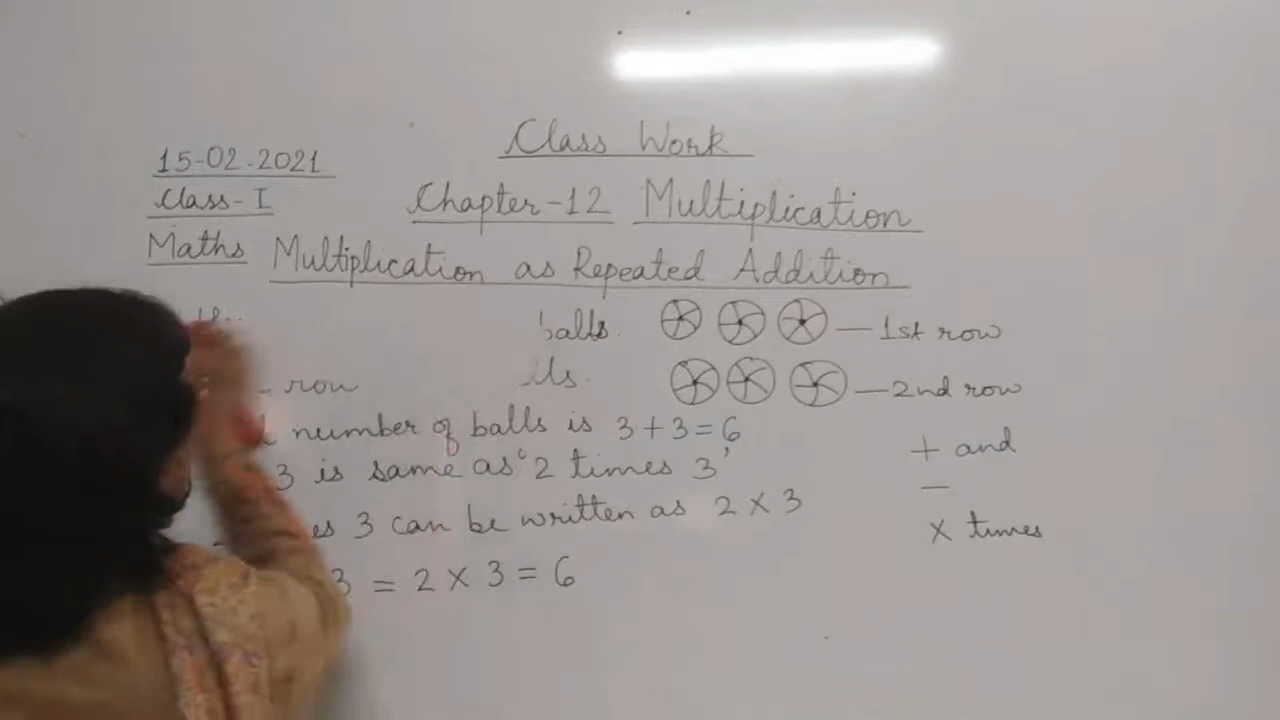 Class Work
15-02-2021
Class-I
Chapter-12 Multiplication
Maths Multiplication as Repeated Addition
balls. — 1st row
row — 2nd row
number of balls is 3+3=6
+ and
3 is same as '2 times 3'
—
3 can be written as 2 x 3
x times
3 = 2 x 3 = 6